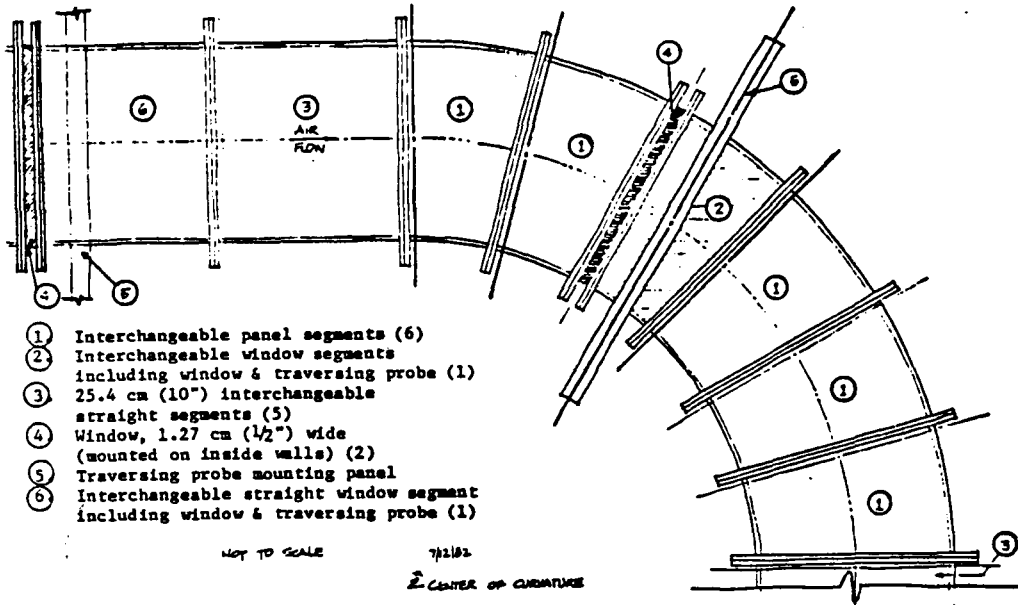 4
5
6
3
1
1
AIR
FLOW
2
1
1
1
4
5
3
1. Interchangeable panel segments (6)
2. Interchangeable window segments
including window & traversing probe (1)
3. 25.4 cm (10") interchangeable
straight segments (5)
4. Window, 1.27 cm (1/2") wide
(mounted on inside walls) (2)
5. Traversing probe mounting panel
6. Interchangeable straight window segment
including window & traversing probe (1)
NOT TO SCALE 7/12/82
CENTER OF CURVATURE